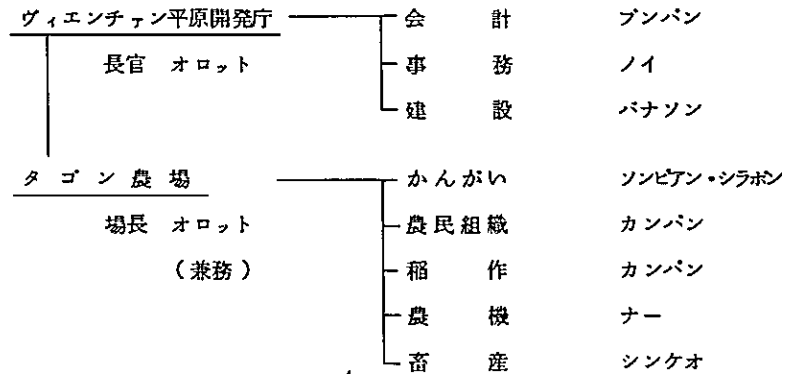 ヴィエンチャン平原開発庁 会計 ブンパン
長官 オロット 事務 ノイ
建設 バナソン
タゴン農場 かんがい ソンピアン・シラボン
場長 オロット 農民組織 カンパン
(兼務) 稲作 カンパン
農機 ナー
畜産 シンケオ